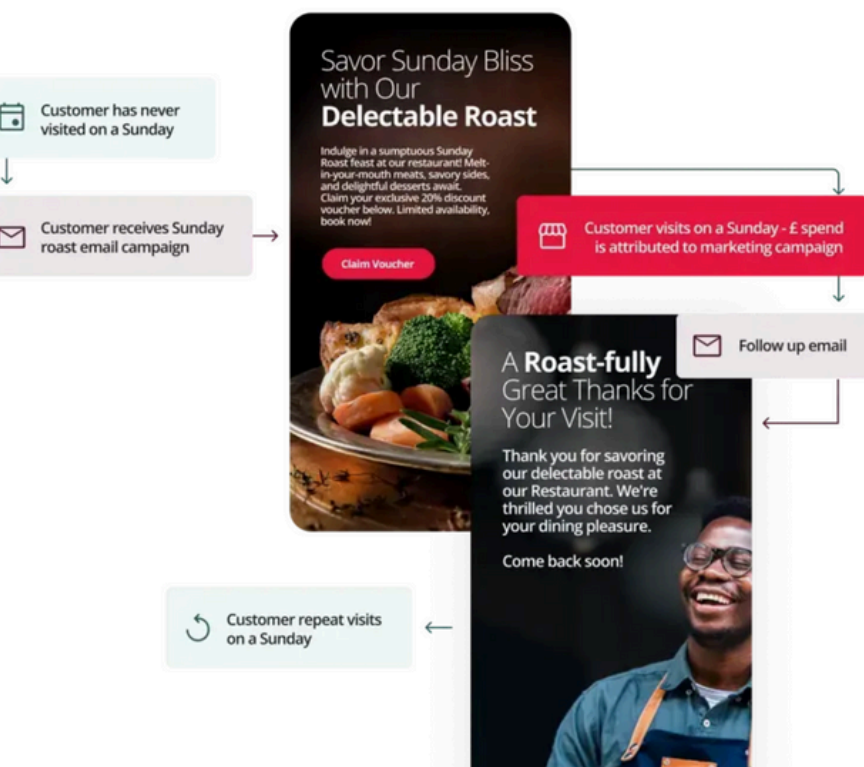 Customer has never
visited on a Sunday
Customer receives Sunday
roast email campaign
Savor Sunday Bliss
with Our
Delectable Roast
Indulge in a sumptuous Sunday
Roast feast at our restaurant! Melt-
in-your-mouth meats, savory sides,
and delightful desserts await.
Claim your exclusive 20% discount
voucher below. Limited availability,
book now!
Claim Voucher
Customer visits on a Sunday - £ spend
is attributed to marketing campaign
Follow up email
A Roast-fully
Great Thanks for
Your Visit!
Thank you for savoring
our delectable roast at
our Restaurant. We're
thrilled you chose us for
your dining pleasure.
Come back soon!
Customer repeat visits
on a Sunday